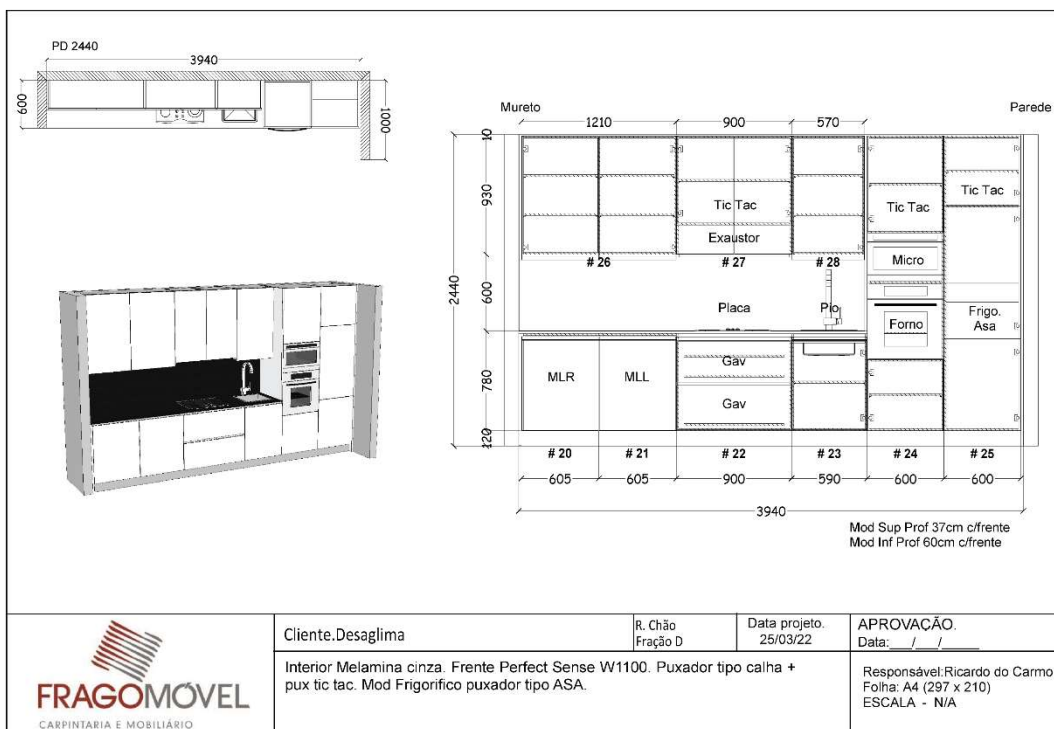 PD 2440
3940
600
1000
Mureto
Parede
1210 900 570
10
930
600
780
120
2440
Tic Tac
Tic Tac
Tic Tac
Exaustor
# 26 # 27 # 28
Micro
Placa
Pio
Forno
Frigo.
Asa
MLR
MLL
Gav
Gav
# 20 # 21 # 22 # 23 # 24 # 25
605 605 900 590 600 600
3940
Mod Sup Prof 37cm c/frente
Mod Inf Prof 60cm c/frente
FRAGOMÓVEL
CARPINTARIA E MOBILIÁRIO
Cliente.Desaglima
R. Chão
Fração D
Data projeto.
25/03/22
APROVAÇÃO.
Data:___/___/_____
Interior Melamina cinza. Frente Perfect Sense W1100. Puxador tipo calha +
pux tic tac. Mod Frigorifico puxador tipo ASA.
Responsável:Ricardo do Carmo
Folha: A4 (297 x 210)
ESCALA - N/A